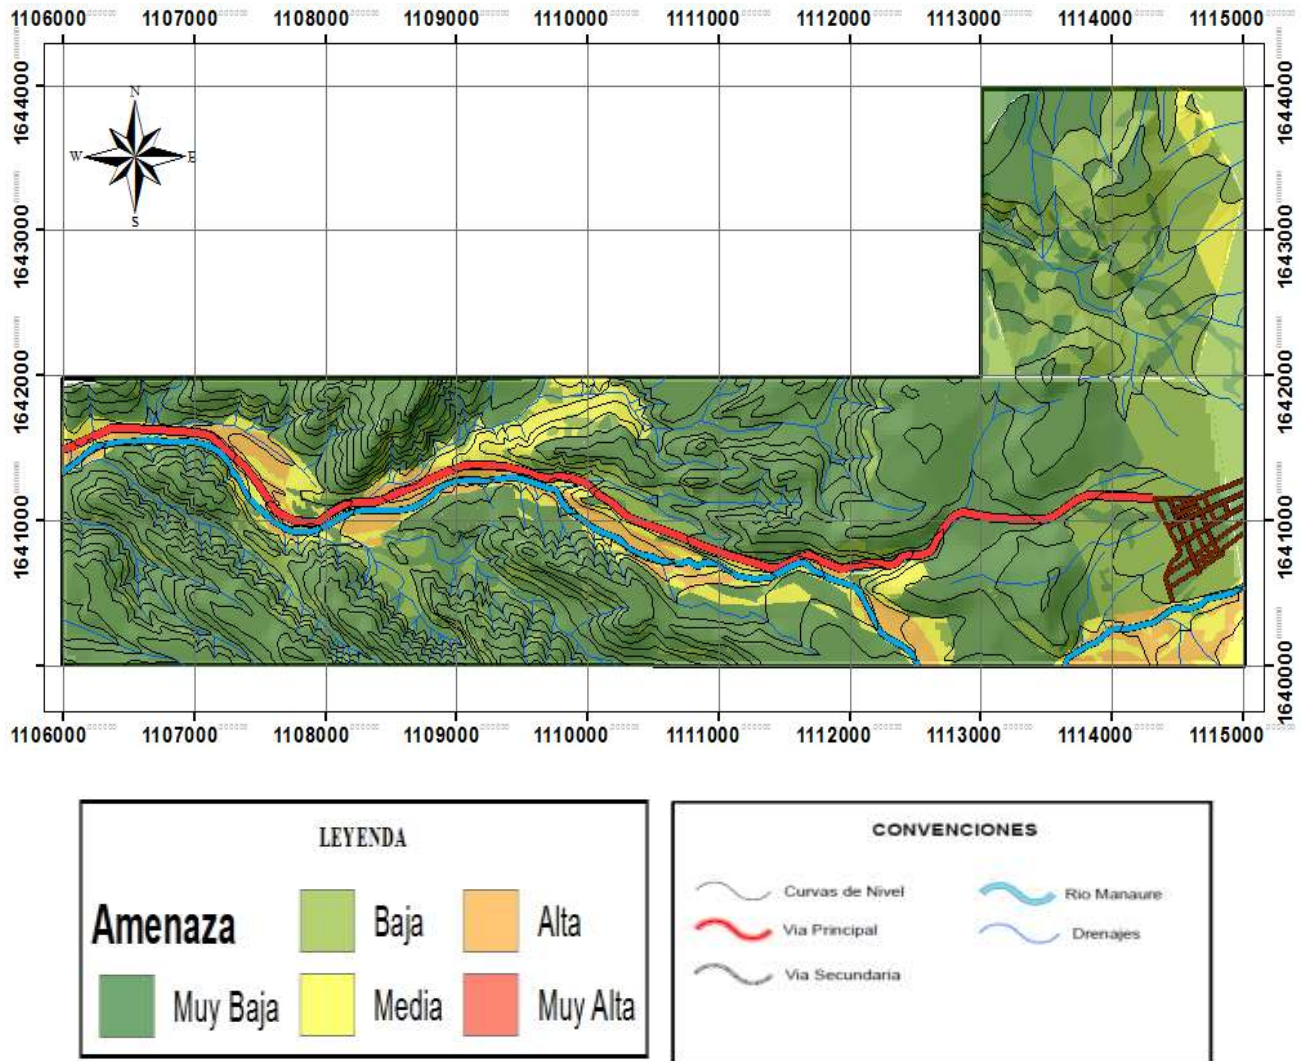 1106000 1107000 1108000 1109000 1110000 1111000 1112000 1113000 1114000 1115000
1644000 1644000
N
W E
S
1643000 1643000
1642000 1642000
1641000 1641000
1640000 1640000
1106000 1107000 1108000 1109000 1110000 1111000 1112000 1113000 1114000 1115000
LEYENDA
Amenaza
Muy Baja
Baja
Media
Alta
Muy Alta
CONVENCIONES
Curvas de Nivel
Via Principal
Via Secundaria
Rio Manaure
Drenajes